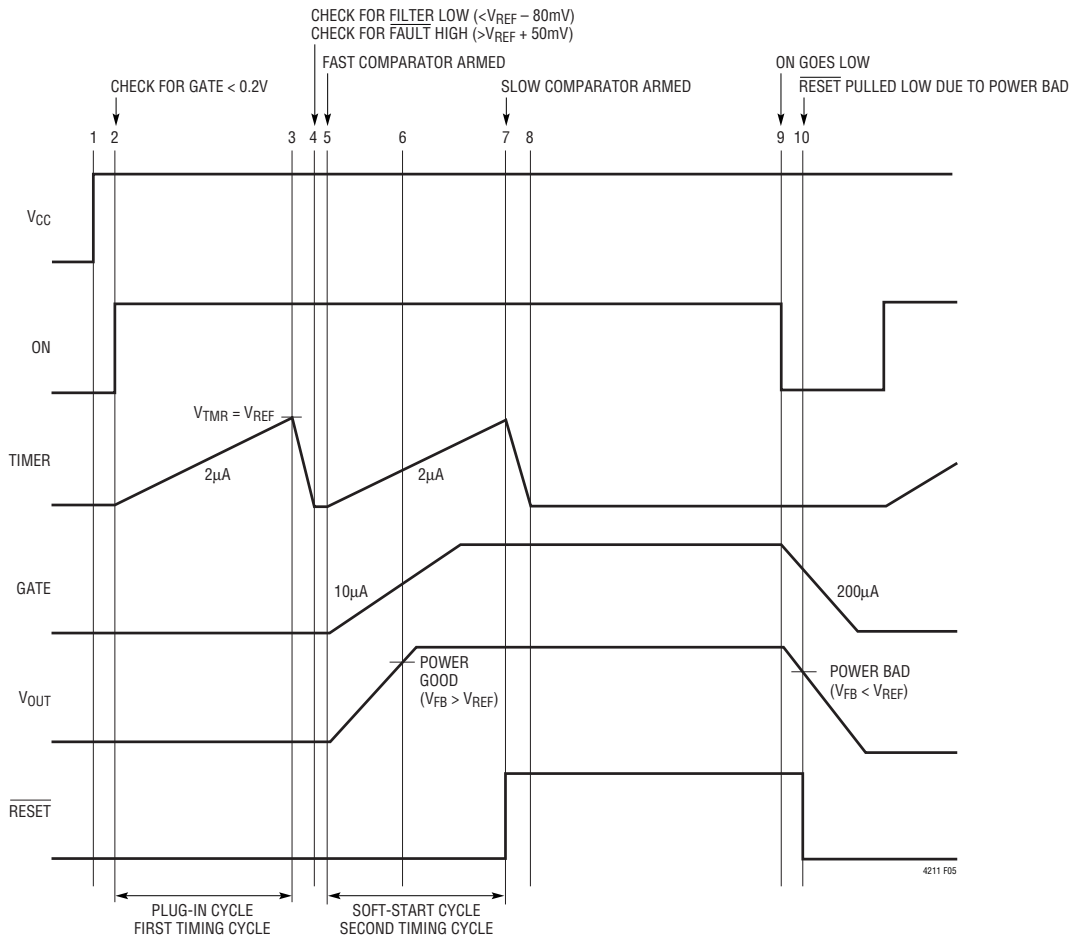 CHECK FOR FILTER LOW (<VREF – 80mV)
CHECK FOR FAULT HIGH (>VREF + 50mV)
FAST COMPARATOR ARMED
ON GOES LOW
CHECK FOR GATE < 0.2V
SLOW COMPARATOR ARMED
RESET PULLED LOW DUE TO POWER BAD
1 2 3 4 5 6 7 8 9 10
VCC
ON
VTMR = VREF
TIMER
2µA
2µA
GATE
10µA
200µA
POWER
GOOD
(VFB > VREF)
POWER BAD
(VFB < VREF)
VOUT
RESET
4211 F05
PLUG-IN CYCLE
FIRST TIMING CYCLE
SOFT-START CYCLE
SECOND TIMING CYCLE